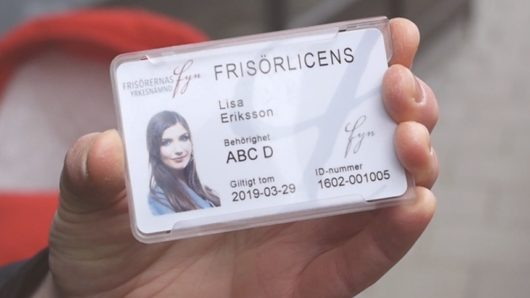 FRISÖRERNAS
YRKESNÄMND
fyn
FRISÖRLICENS
Lisa
Eriksson
Behörighet
ABC D
fyn
Giltigt tom
2019-03-29
ID-nummer
1602-001005